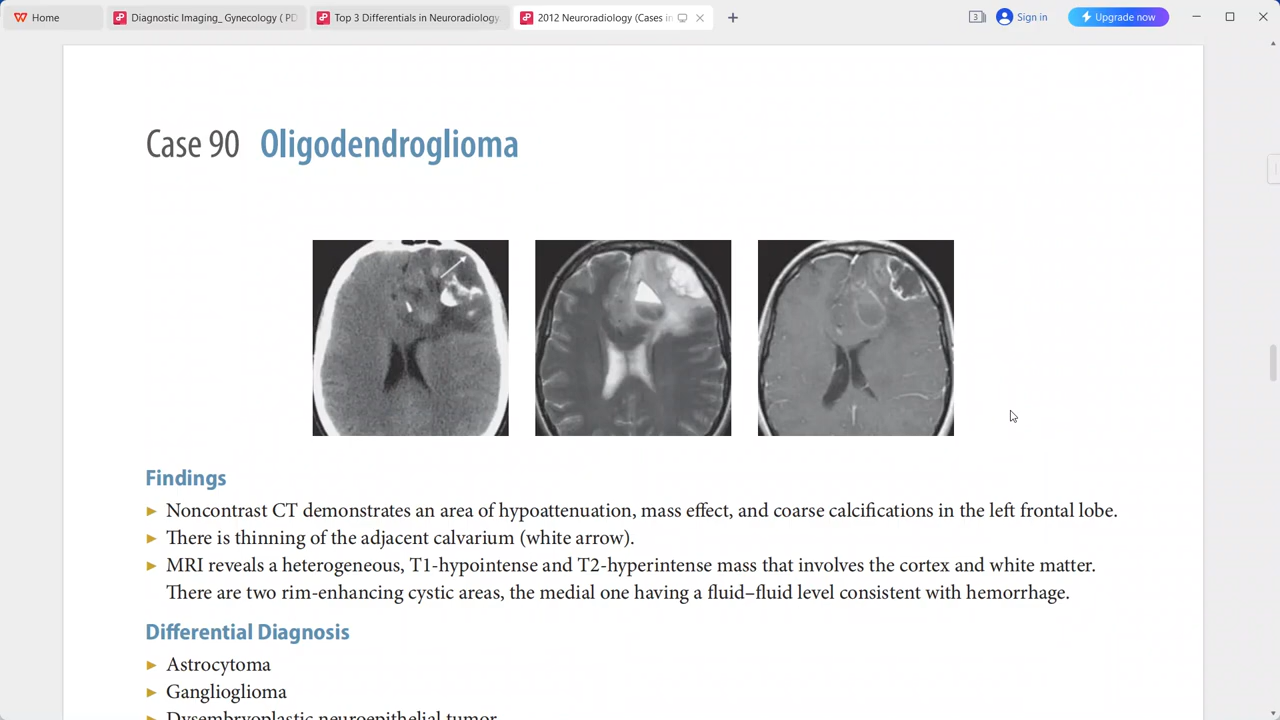 Home
Diagnostic Imaging_ Gynecology ( PD
Top 3 Differentials in Neuroradiology
2012 Neuroradiology (Cases in
3
Sign in
Upgrade now
Case 90 Oligodendroglioma
Findings
► Noncontrast CT demonstrates an area of hypoattenuation, mass effect, and coarse calcifications in the left frontal lobe.
► There is thinning of the adjacent calvarium (white arrow).
► MRI reveals a heterogeneous, T1-hypointense and T2-hyperintense mass that involves the cortex and white matter.
There are two rim-enhancing cystic areas, the medial one having a fluid–fluid level consistent with hemorrhage.
Differential Diagnosis
► Astrocytoma
► Ganglioglioma
► Dysembryoplastic neuroepithelial tumor